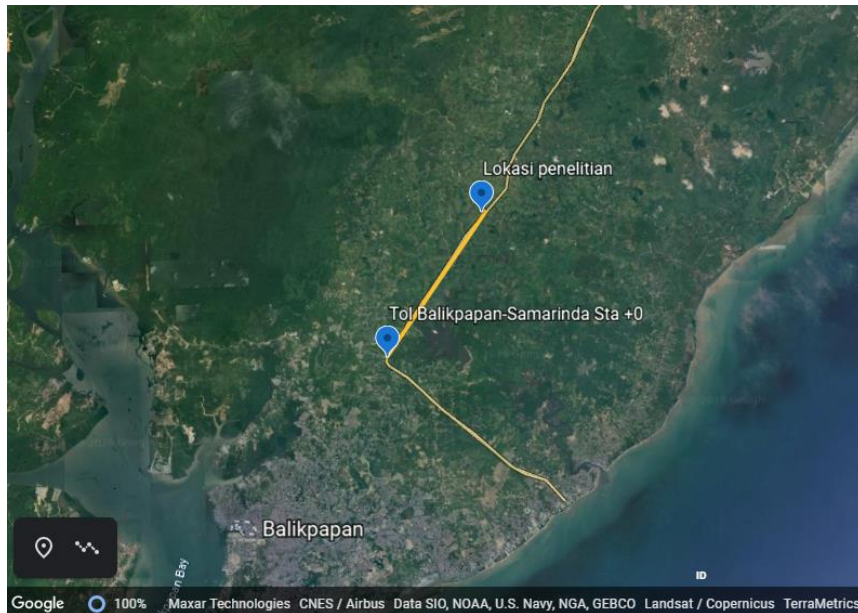 Lokasi penelitian
Tol Balikpapan-Samarinda Sta +0
Balikpapan
Bay
ID
Google 100% Maxar Technologies CNES / Airbus Data SIO, NOAA, U.S. Navy, NGA, GEBCO Landsat / Copernicus TerraMetrics